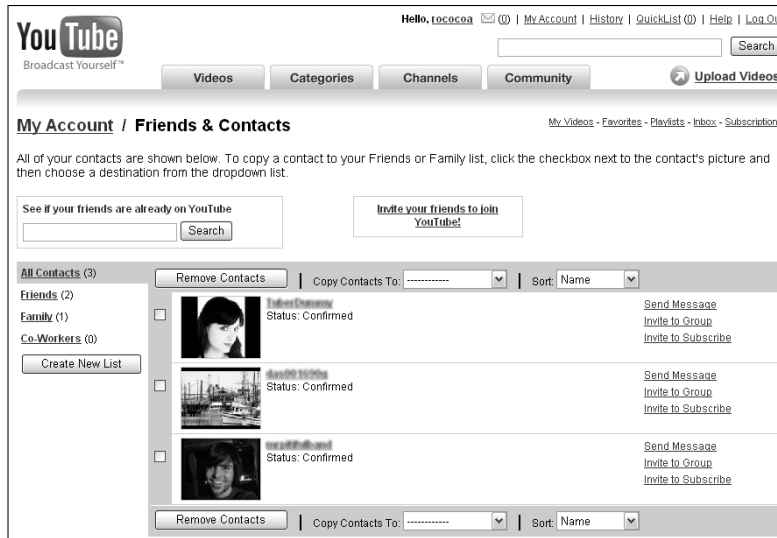 Hello, rococoa (0) | My Account | History | QuickList (0) | Help | Log Ou
YouTube
Broadcast Yourself™
Search
Videos Categories Channels Community Upload Videos
My Account / Friends & Contacts
My Videos - Favorites - Playlists - Inbox - Subscription
All of your contacts are shown below. To copy a contact to your Friends or Family list, click the checkbox next to the contact's picture and
then choose a destination from the dropdown list.
See if your friends are already on YouTube
Search
Invite your friends to join
YouTube!
All Contacts (3)
Friends (2)
Family (1)
Co-Workers (0)
Create New List
Remove Contacts | Copy Contacts To: ------------ | Sort: Name
Status: Confirmed
Send Message
Invite to Group
Invite to Subscribe
Status: Confirmed
Send Message
Invite to Group
Invite to Subscribe
Status: Confirmed
Send Message
Invite to Group
Invite to Subscribe
Remove Contacts | Copy Contacts To: ------------ | Sort: Name